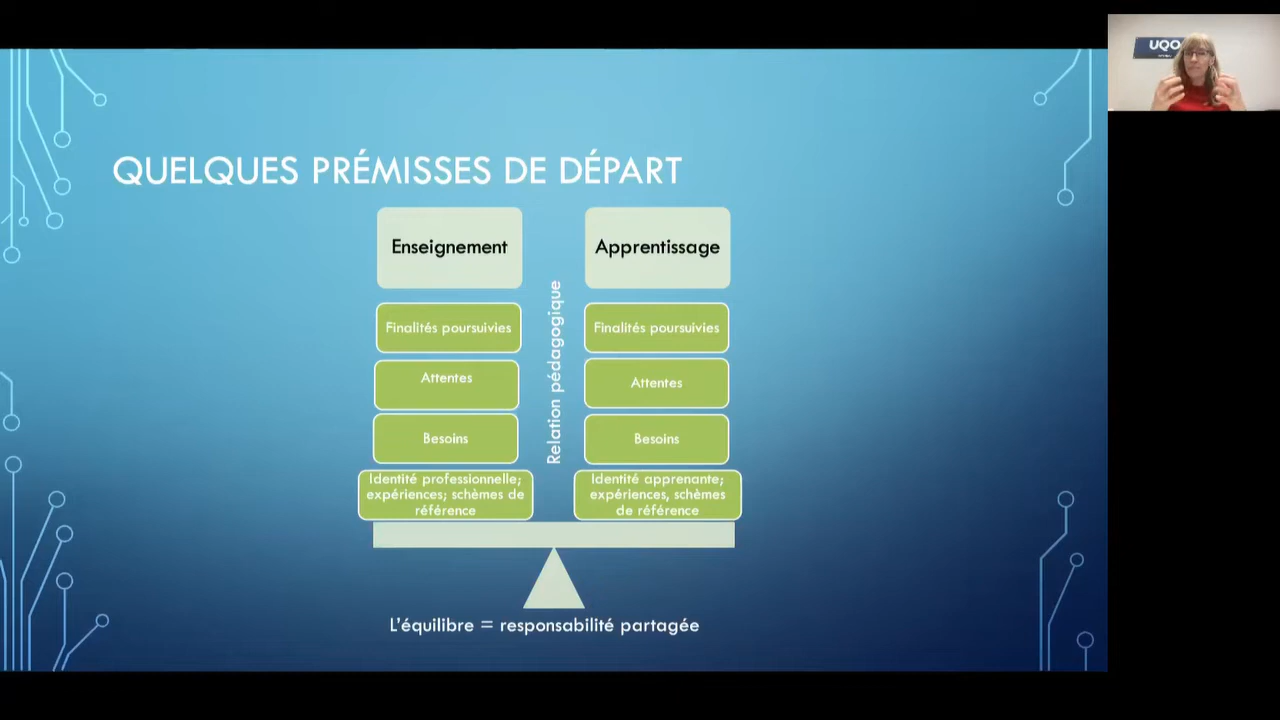 UQO
QUELQUES PRÉMISSES DE DÉPART
Enseignement
Apprentissage
Relation pédagogique
Finalités poursuivies
Finalités poursuivies
Attentes
Attentes
Besoins
Besoins
Identité professionnelle;
expériences; schèmes de
référence
Identité apprenante;
expériences, schèmes
de référence
L'équilibre = responsabilité partagée